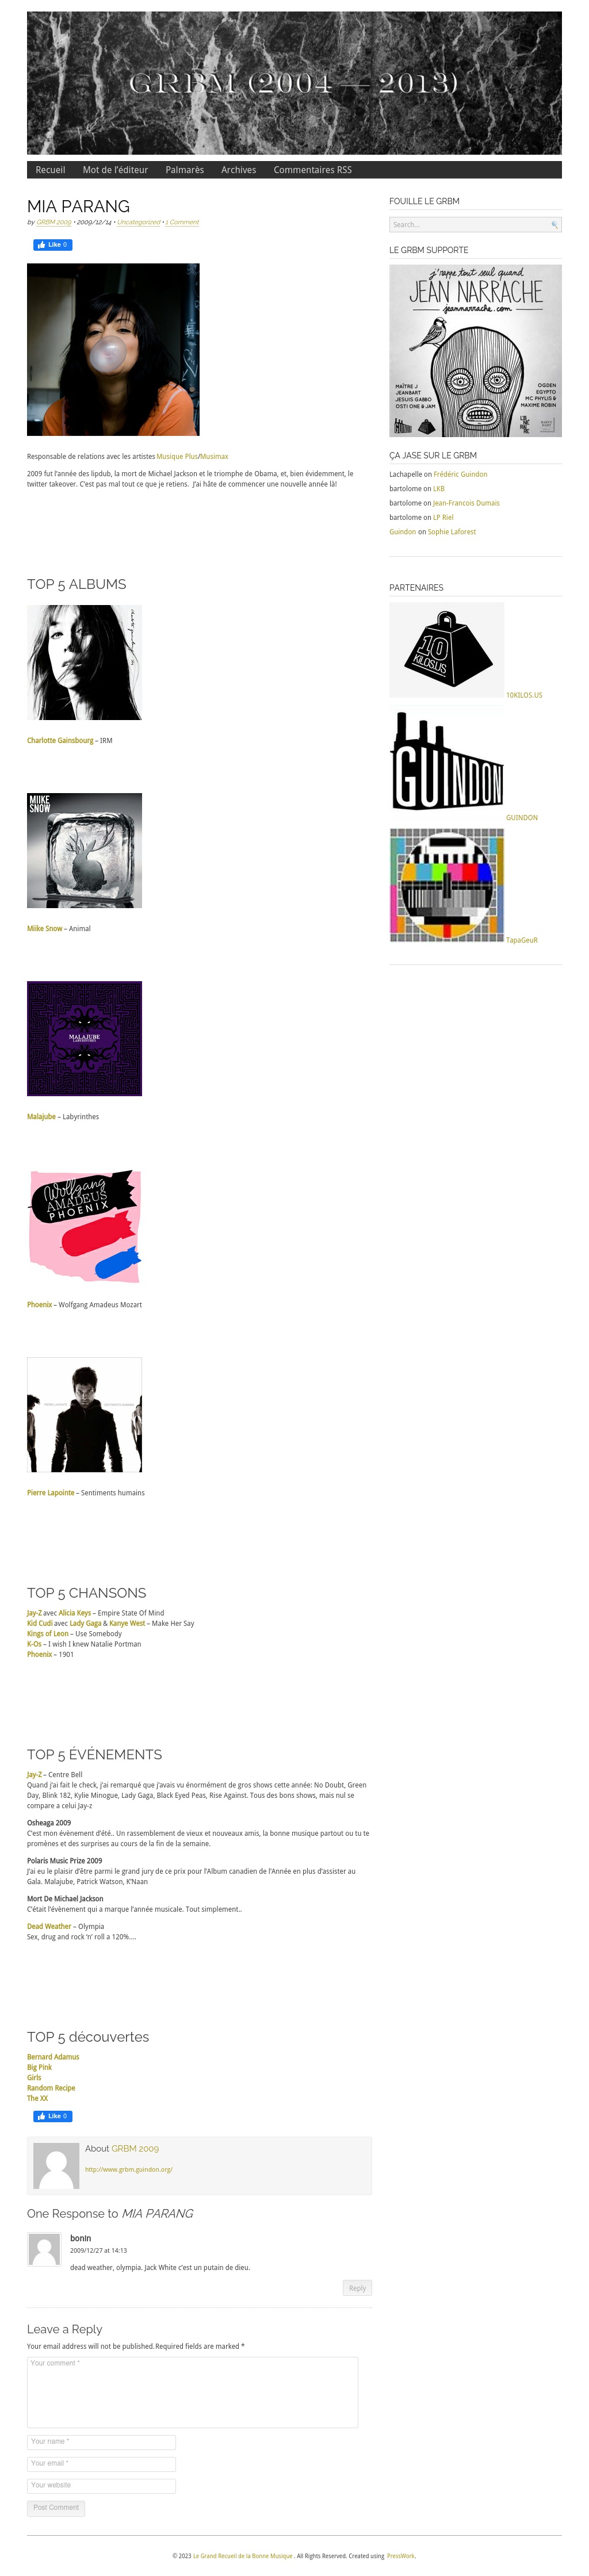 GRBM (2004 — 2013)
Recueil Mot de l'éditeur Palmarès Archives Commentaires RSS
MIA PARANG
by GRBM 2009 • 2009/12/14 • Uncategorized • 1 Comment
Like 0
Responsable de relations avec les artistes Musique Plus/Musimax
2009 fut l'année des lipdub, la mort de Michael Jackson et le triomphe de Obama, et, bien évidement, le
twitter takeover. C'est pas mal tout ce que je retiens. J'ai hâte de commencer une nouvelle année là!
TOP 5 ALBUMS
Charlotte Gainsbourg – IRM
MIIKE
SNOW
Miike Snow – Animal
MALAJUBE
LABYRINTHES
Malajube – Labyrinthes
Wolfgang
AMADEUS
PHOENIX
Phoenix – Wolfgang Amadeus Mozart
Pierre Lapointe – Sentiments humains
TOP 5 CHANSONS
Jay-Z avec Alicia Keys – Empire State Of Mind
Kid Cudi avec Lady Gaga & Kanye West – Make Her Say
Kings of Leon – Use Somebody
K-Os – I wish I knew Natalie Portman
Phoenix – 1901
TOP 5 ÉVÉNEMENTS
Jay-Z – Centre Bell
Quand j'ai fait le check, j'ai remarqué que j'avais vu énormément de gros shows cette année: No Doubt, Green
Day, Blink 182, Kylie Minogue, Lady Gaga, Black Eyed Peas, Rise Against. Tous des bons shows, mais nul se
compare a celui Jay-z
Osheaga 2009
C'est mon événement d'été.. Un rassemblement de vieux et nouveaux amis, la bonne musique partout ou tu te
promènes et des surprises au cours de la fin de la semaine.
Polaris Music Prize 2009
J'ai eu le plaisir d'être parmi le grand jury de ce prix pour l'Album canadien de l'Année en plus d'assister au
Gala. Malajube, Patrick Watson, K'Naan
Mort De Michael Jackson
C'était l'évènement qui a marque l'année musicale. Tout simplement..
Dead Weather – Olympia
Sex, drug and rock 'n' roll a 120%....
TOP 5 découvertes
Bernard Adamus
Big Pink
Girls
Random Recipe
The XX
Like 0
About GRBM 2009
http://www.grbm.guindon.org/
One Response to MIA PARANG
bonin
2009/12/27 at 14:13
dead weather, olympia. Jack White c'est un putain de dieu.
Reply
Leave a Reply
Your email address will not be published. Required fields are marked *
Your comment *
Your name *
Your email *
Your website
Post Comment
FOUILLE LE GRBM
Search...
LE GRBM SUPPORTE
j'rappe tout seul quand
JEAN NARRACHE
jeannarrache.com
MAÎTRE J
JEANBART
JESUIS GABBO
OSTI ONE & JAM
OGDEN
EGYPTO
MC PHYLIS &
MAXIME ROBIN
ÇA JASE SUR LE GRBM
Lachapelle on Frédéric Guindon
bartolome on LKB
bartolome on Jean-Francois Dumais
bartolome on LP Riel
Guindon on Sophie Laforest
PARTENAIRES
10
KILOS.US
10KILOS.US
GUINDON
GUINDON
TapaGeuR
© 2023 Le Grand Recueil de la Bonne Musique . All Rights Reserved. Created using PressWork.